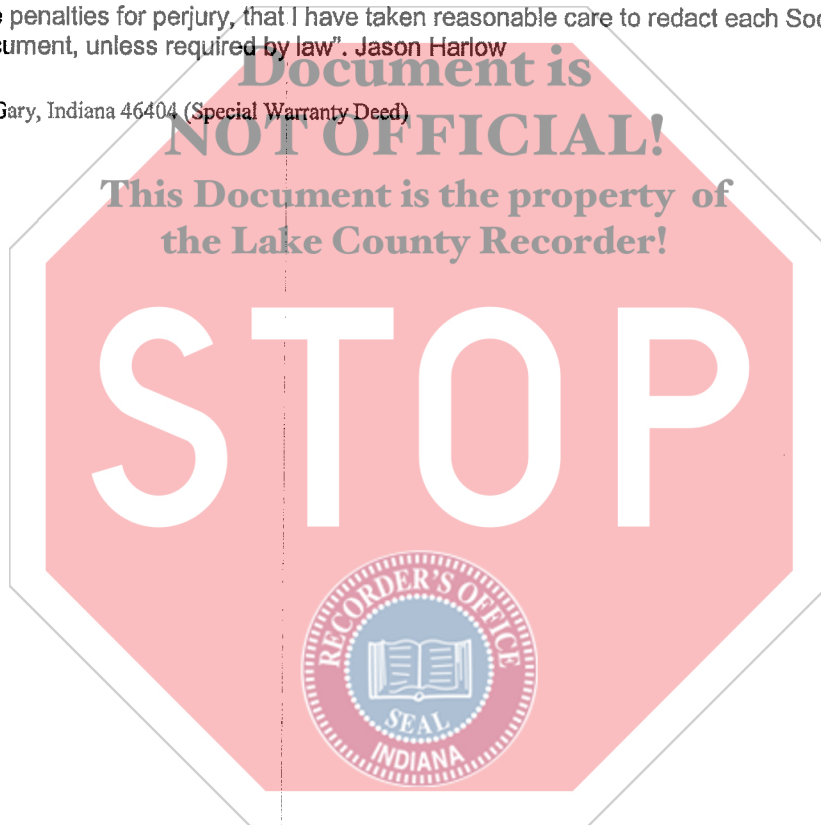 e penalties for perjury, that I have taken reasonable care to redact each Soc
ument, unless required by law”. Jason Harlow
Document is
Gary, Indiana 46404 (Special Warranty Deed)
NOT OFFICIAL!
This Document is the property of
the Lake County Recorder!
STOP
RECORDER'S OFFICE
SEAL
INDIANA